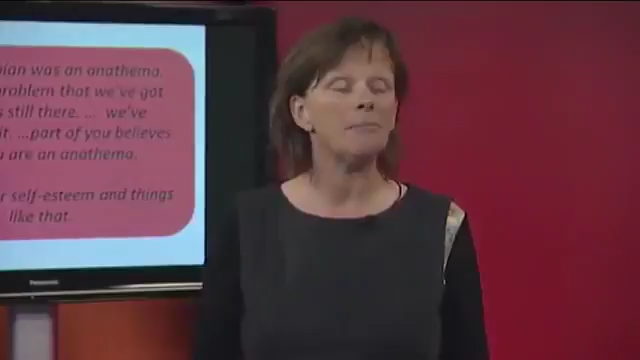 was an anathema.
problem that we've got
still there. ... we've
it. ...part of you believes
are an anathema.
self-esteem and things
like that.
Panasonic